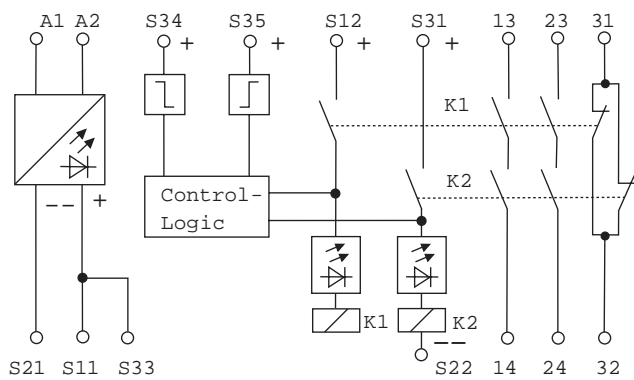 A1 A2 S34 S35 S12 S31 13 23 31
+ + + +
K1
K2
-- +
Control-
Logic
K1 K2
--
S21 S11 S33 S22 14 24 32